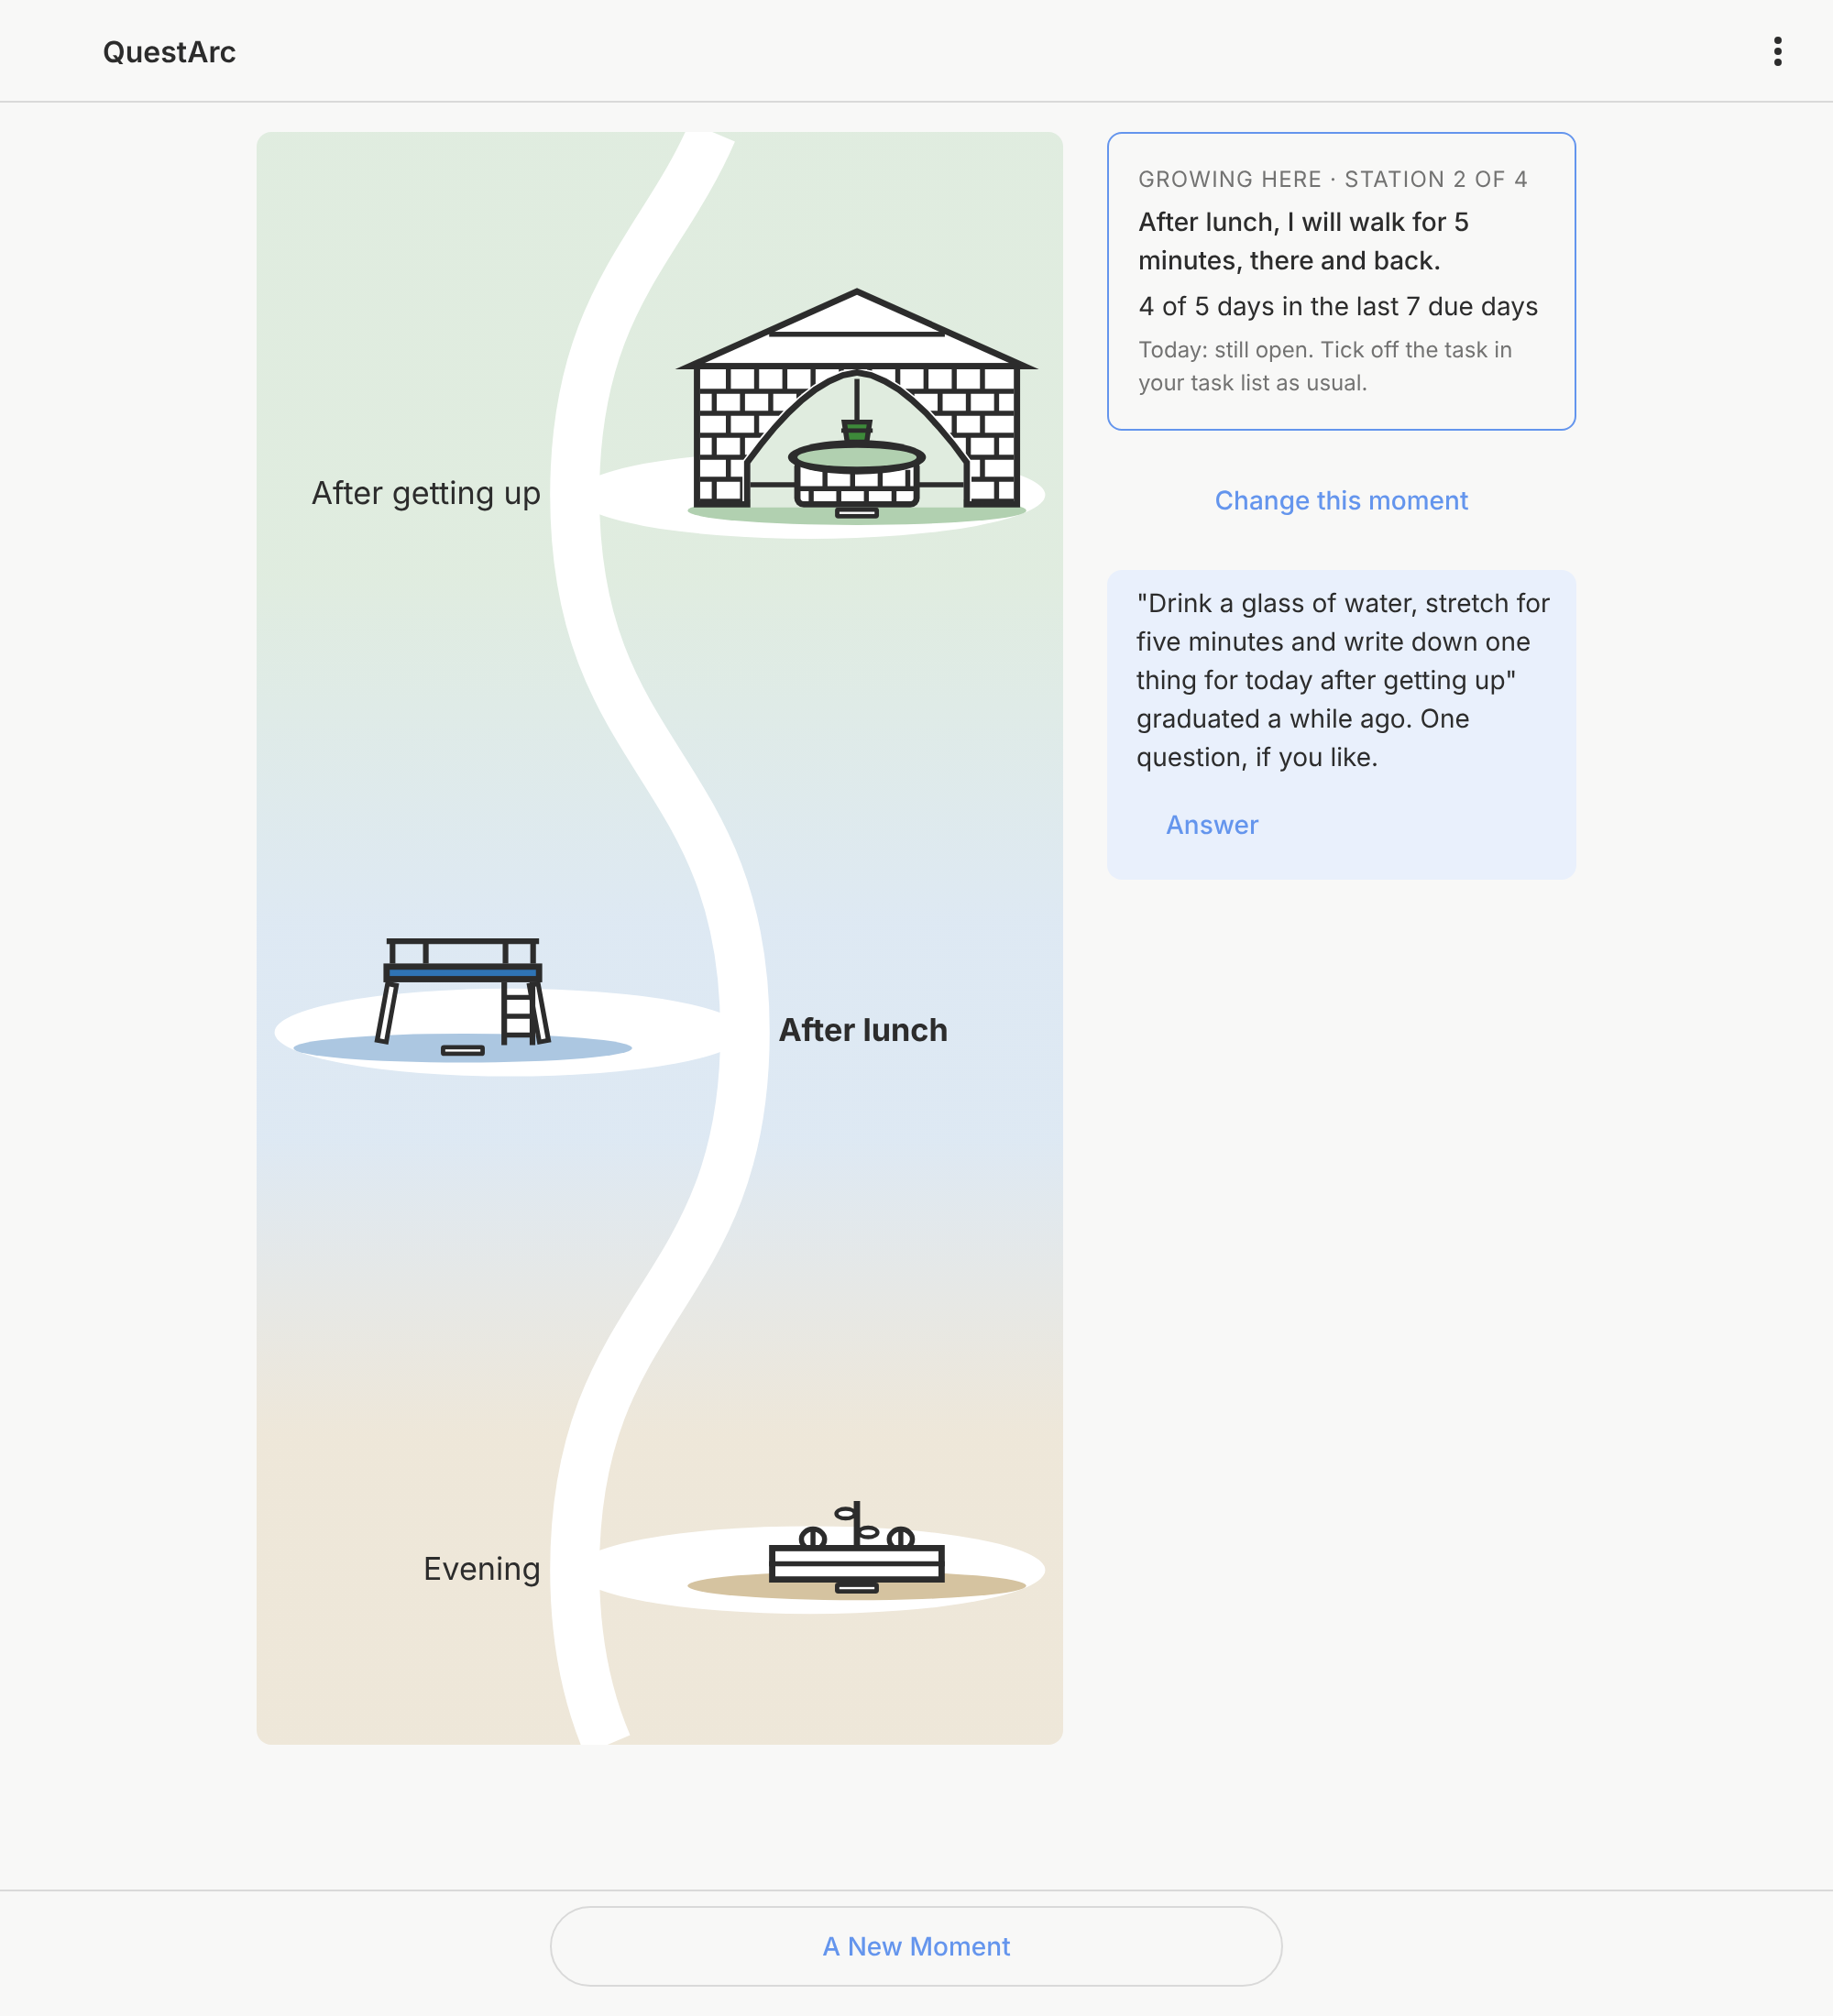 QuestArc
GROWING HERE · STATION 2 OF 4
After lunch, I will walk for 5
minutes, there and back.
4 of 5 days in the last 7 due days
Today: still open. Tick off the task in
your task list as usual.
After getting up
Change this moment
"Drink a glass of water, stretch for
five minutes and write down one
thing for today after getting up"
graduated a while ago. One
question, if you like.
Answer
After lunch
Evening
A New Moment